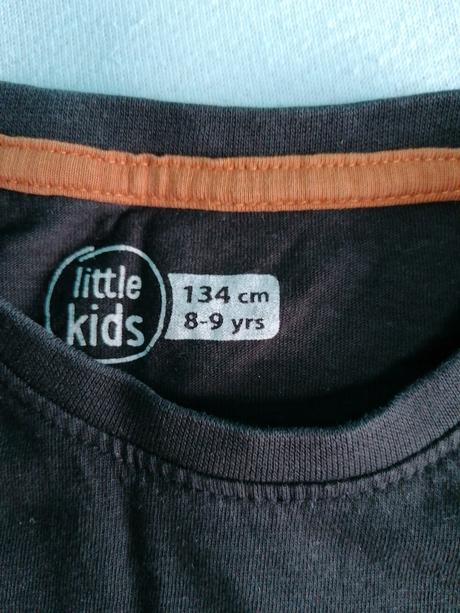 little
kids
134 cm
8-9 yrs